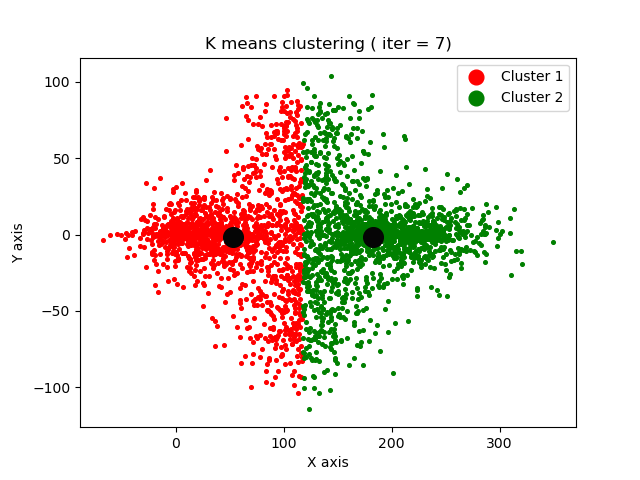 K means clustering ( iter = 7)
Cluster 1
Cluster 2
100
50
0
−50
−100
Y axis
0
100
200
300
X axis